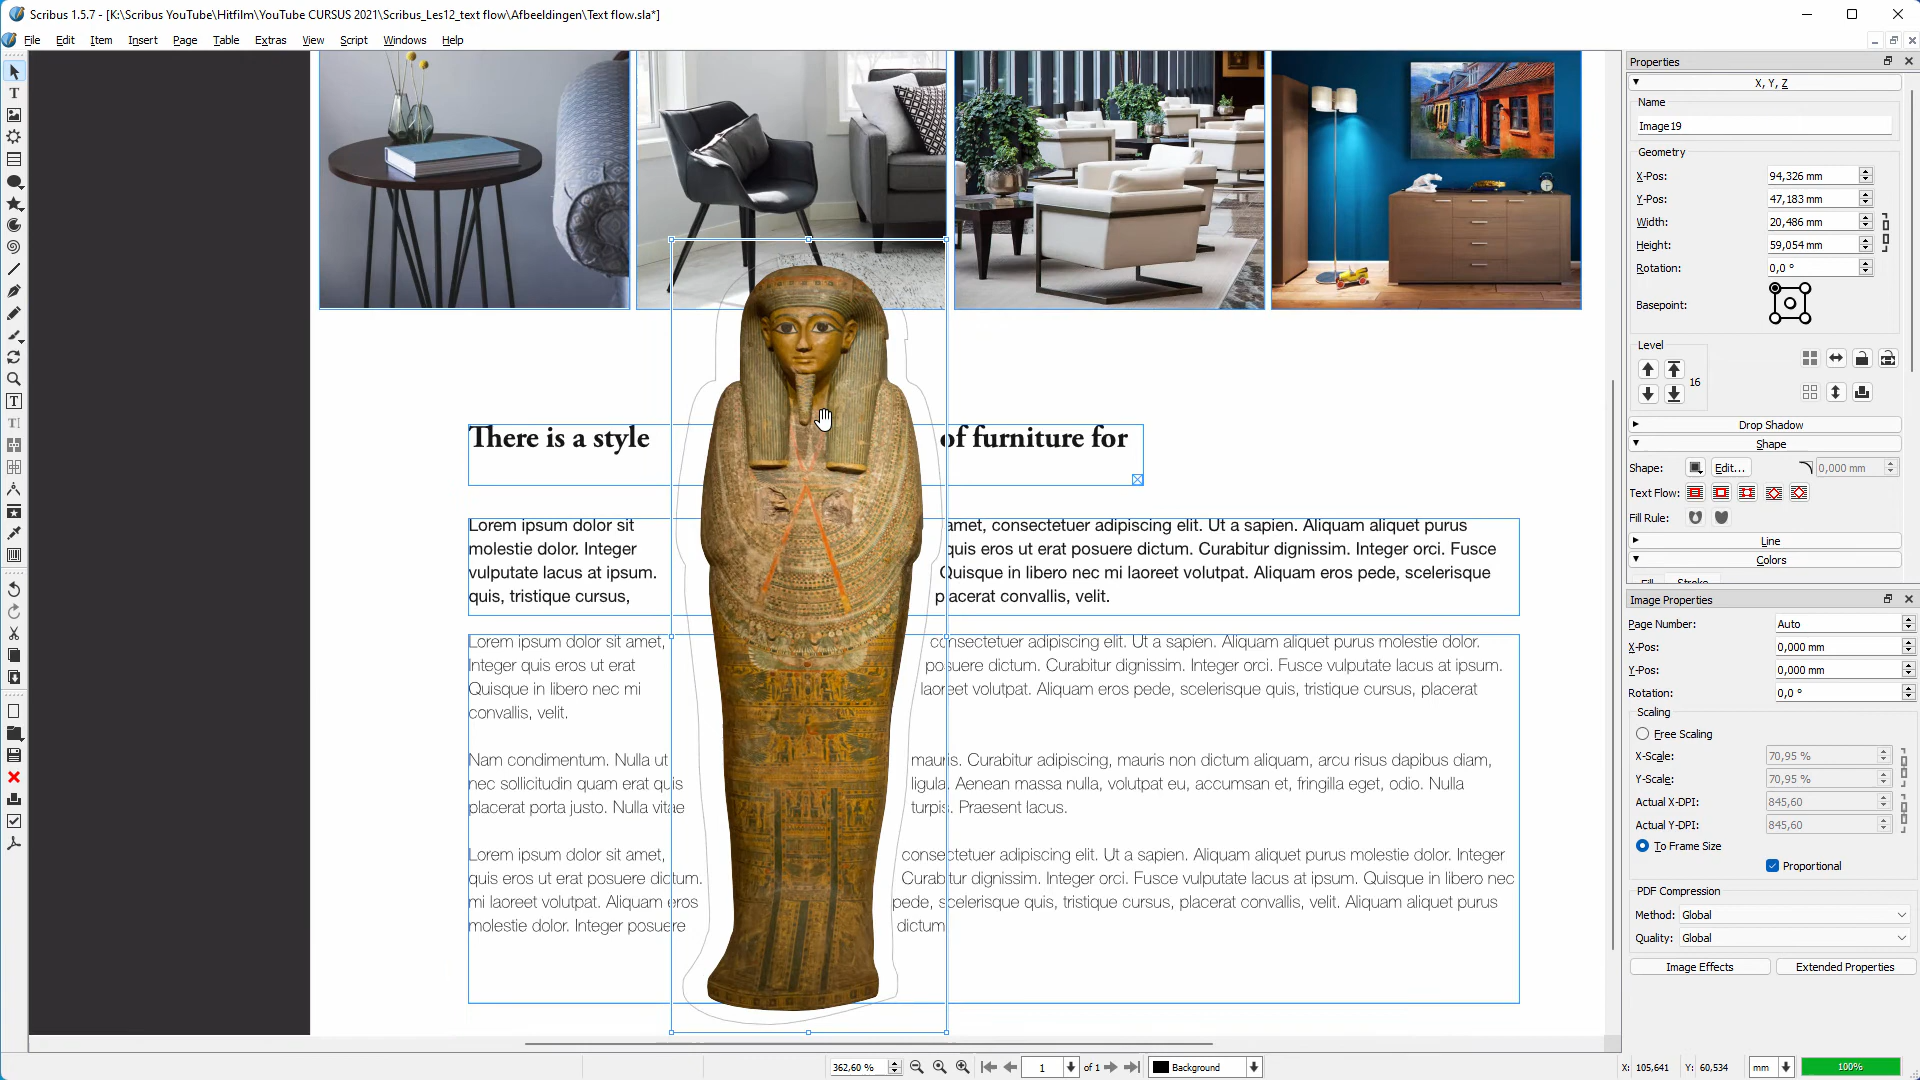 Scribus 1.5.7 - [K:\Scribus YouTube\Hitfilm\YouTube CURSUS 2021\Scribus_Les12_text flow\Afbeeldingen\Text flow.sla*]
File Edit Item Insert Page Table Extras View Script Windows Help
Properties
X, Y, Z
Name
Image19
Geometry
X-Pos: 94,326 mm
Y-Pos: 47,183 mm
Width: 20,486 mm
Height: 59,054 mm
Rotation: 0,0 °
Basepoint:
Level
16
Drop Shadow
Shape
Shape: Edit... 0,000 mm
Text Flow:
Fill Rule:
Line
Colors
Fill Stroke
Image Properties
Page Number: Auto
X-Pos: 0,000 mm
Y-Pos: 0,000 mm
Rotation: 0,0 °
Scaling
Free Scaling
X-Scale: 70,95 %
Y-Scale: 70,95 %
Actual X-DPI: 845,60
Actual Y-DPI: 845,60
To Frame Size
Proportional
PDF Compression
Method: Global
Quality: Global
Image Effects Extended Properties
There is a style of furniture for
Lorem ipsum dolor sit amet, consectetuer adipiscing elit. Ut a sapien. Aliquam aliquet purus
molestie dolor. Integer quis eros ut erat posuere dictum. Curabitur dignissim. Integer orci. Fusce
vulputate lacus at ipsum. Quisque in libero nec mi laoreet volutpat. Aliquam eros pede, scelerisque
quis, tristique cursus, placerat convallis, velit.
Lorem ipsum dolor sit amet, consectetuer adipiscing elit. Ut a sapien. Aliquam aliquet purus molestie dolor.
Integer quis eros ut erat posuere dictum. Curabitur dignissim. Integer orci. Fusce vulputate lacus at ipsum.
Quisque in libero nec mi laoreet volutpat. Aliquam eros pede, scelerisque quis, tristique cursus, placerat
convallis, velit.
Nam condimentum. Nulla ut mauris. Curabitur adipiscing, mauris non dictum aliquam, arcu risus dapibus diam,
nec sollicitudin quam erat quis ligula. Aenean massa nulla, volutpat eu, accumsan et, fringilla eget, odio. Nulla
placerat porta justo. Nulla vitae turpis. Praesent lacus.
Lorem ipsum dolor sit amet, consectetuer adipiscing elit. Ut a sapien. Aliquam aliquet purus molestie dolor. Integer
quis eros ut erat posuere dictum. Curabitur dignissim. Integer orci. Fusce vulputate lacus at ipsum. Quisque in libero nec
mi laoreet volutpat. Aliquam eros pede, scelerisque quis, tristique cursus, placerat convallis, velit. Aliquam aliquet purus
molestie dolor. Integer posuere dictum
362,60 % 1 of 1 Background X: 105,641 Y: 60,534 mm 100%